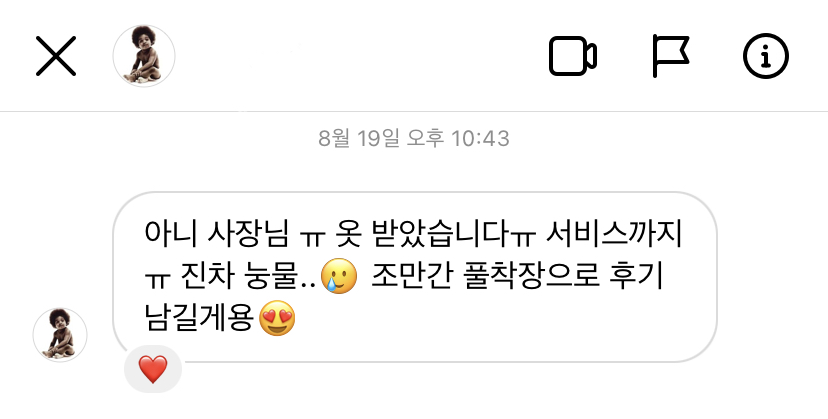 8월 19일 오후 10:43
아니 사장님 ㅠ 옷 받았습니다ㅠ 서비스까지
ㅠ 진차 눙물..🥲 조만간 풀착장으로 후기
남길게용😍